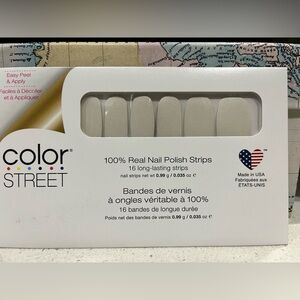 Easy Peel
& Apply
Faciles à Décoller
et à Appliquer
color®
STREET
100% Real Nail Polish Strips
16 long-lasting strips
nail strips net wt 0.99 g / 0.035 oz e
Bandes de vernis
à ongles véritable à 100%
16 bandes de longue durée
Poids net des bandes de vernis 0.99 g / 0.035 oz e
Made in USA
Fabriquées aux
ÉTATS-UNIS